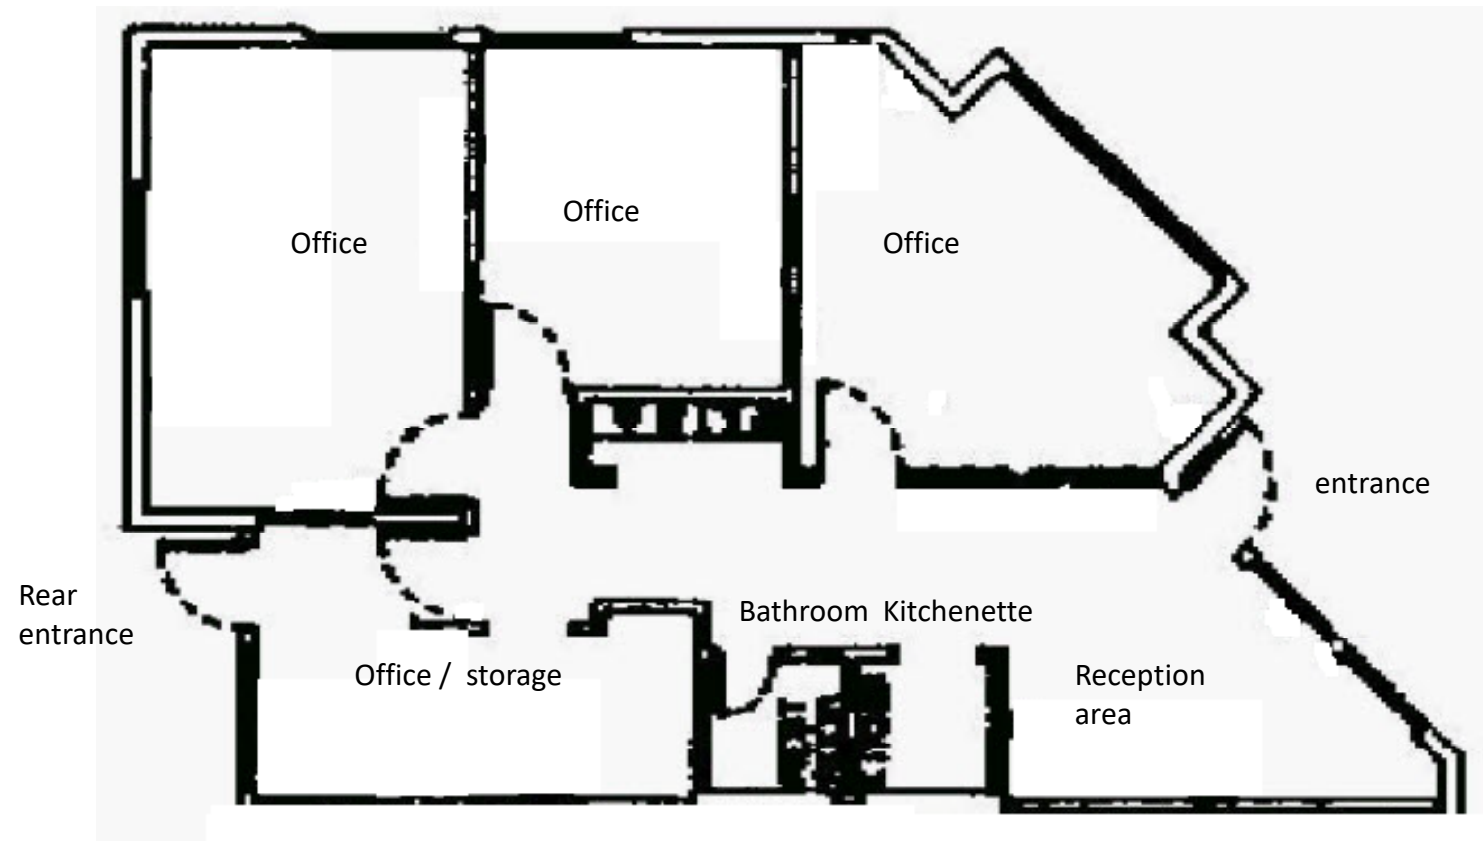 Office
Office
Office
entrance
Rear
entrance
Bathroom Kitchenette
Office / storage
Reception
area